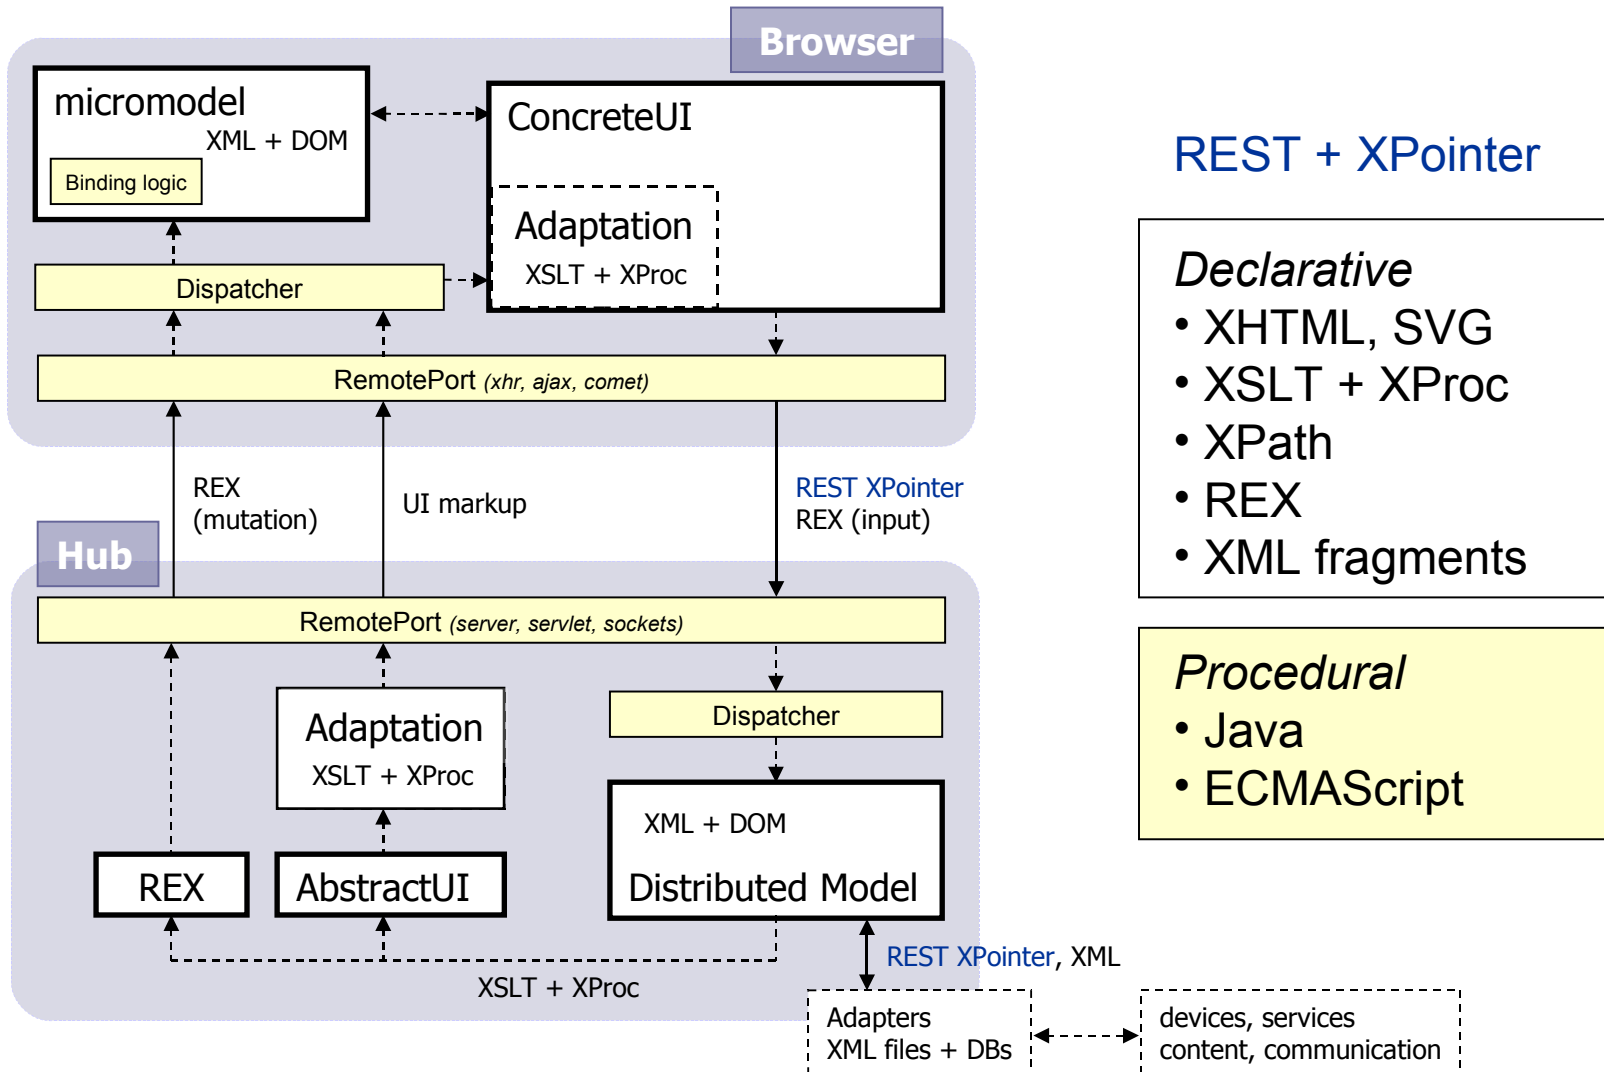 Browser
micromodel
XML + DOM
Binding logic
ConcreteUI
Adaptation
XSLT + XProc
Dispatcher
RemotePort (xhr, ajax, comet)
REX
(mutation)
UI markup
REST XPointer
REX (input)
Hub
RemotePort (server, servlet, sockets)
Adaptation
XSLT + XProc
Dispatcher
XML + DOM
Distributed Model
REX
AbstractUI
XSLT + XProc
REST XPointer, XML
Adapters
XML files + DBs
devices, services
content, communication
REST + XPointer
Declarative
• XHTML, SVG
• XSLT + XProc
• XPath
• REX
• XML fragments
Procedural
• Java
• ECMAScript